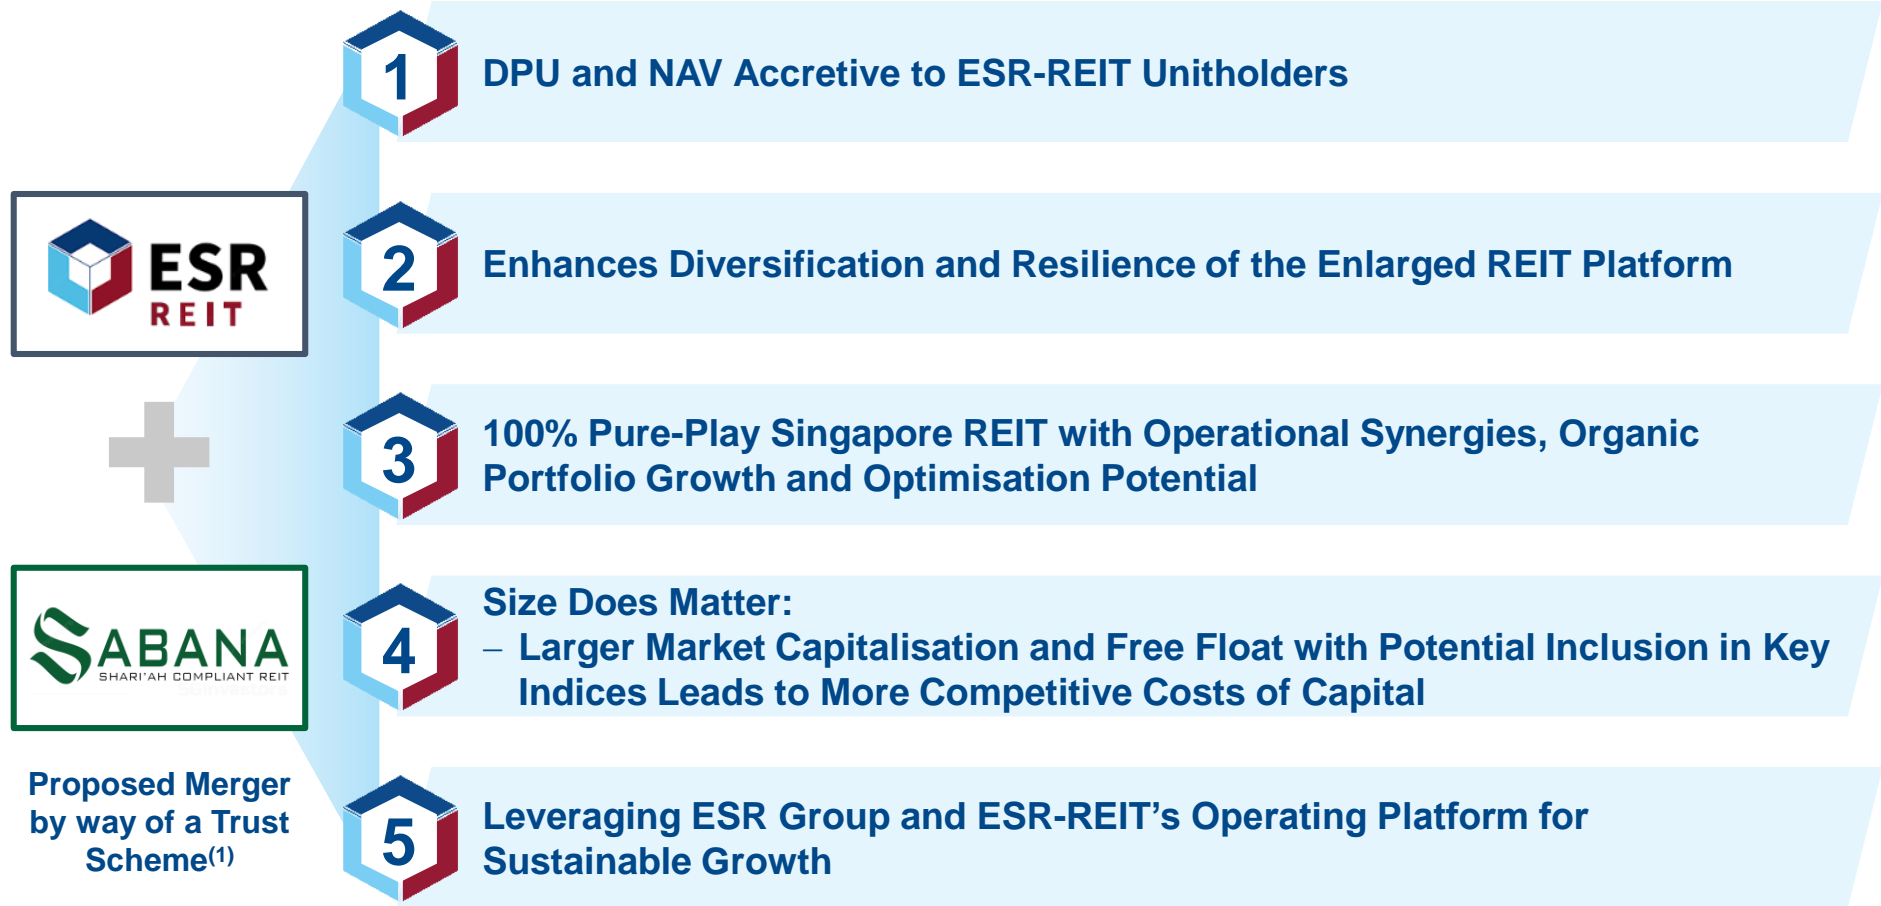 1
DPU and NAV Accretive to ESR-REIT Unitholders
ESR
REIT
2
Enhances Diversification and Resilience of the Enlarged REIT Platform
3
100% Pure-Play Singapore REIT with Operational Synergies, Organic
Portfolio Growth and Optimisation Potential
SABANA
SHARI'AH COMPLIANT REIT
4
Size Does Matter:
– Larger Market Capitalisation and Free Float with Potential Inclusion in Key
Indices Leads to More Competitive Costs of Capital
Proposed Merger
by way of a Trust
Scheme(1)
5
Leveraging ESR Group and ESR-REIT’s Operating Platform for
Sustainable Growth